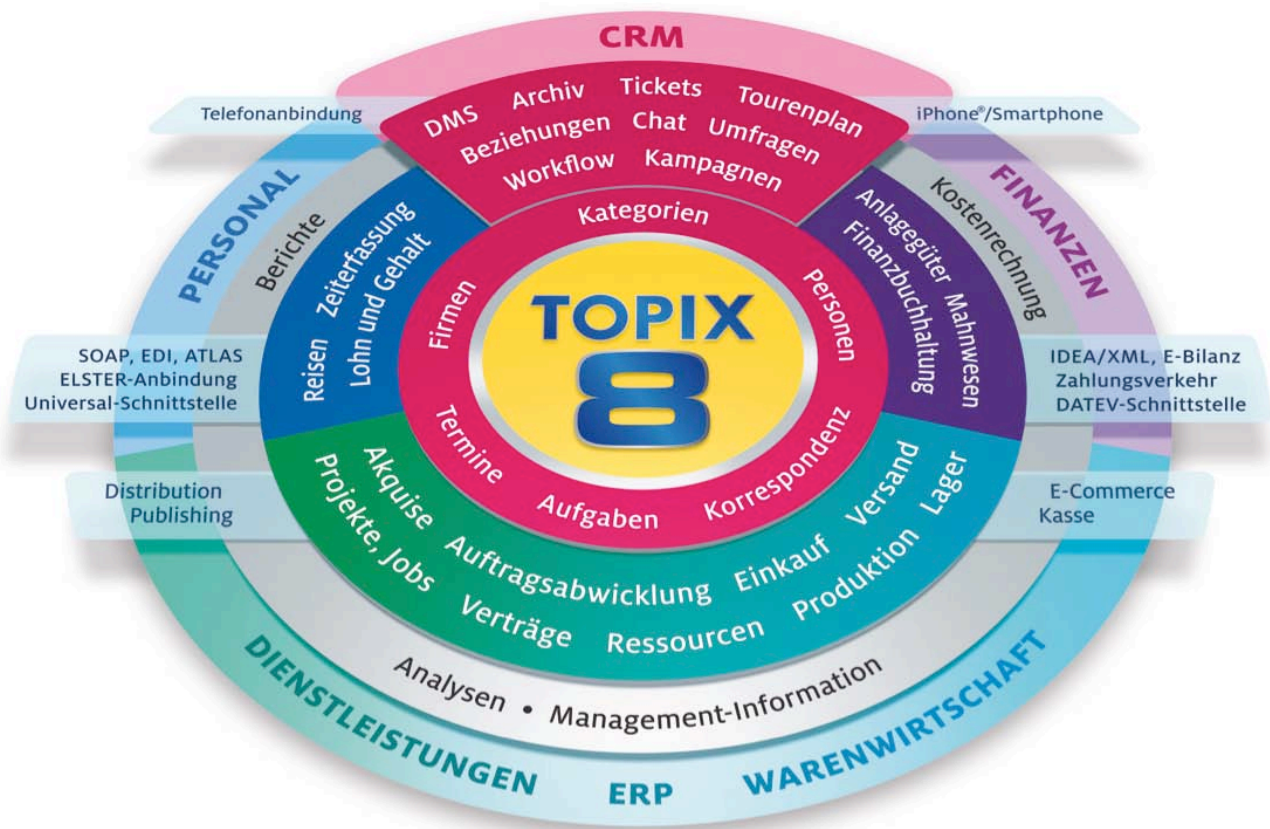 CRM
DMS Archiv Tickets Tourenplan
Beziehungen Chat Umfragen
Workflow Kampagnen
Telefonanbindung
iPhone®/Smartphone
PERSONAL
Berichte
Reisen Zeiterfassung
Lohn und Gehalt
FINANZEN
Kostenrechnung
Anlagegüter Mahnwesen
Finanzbuchhaltung
Kategorien
Firmen
Personen
TOPIX
8
Termine
Aufgaben
Korrespondenz
SOAP, EDI, ATLAS
ELSTER-Anbindung
Universal-Schnittstelle
IDEA/XML, E-Bilanz
Zahlungsverkehr
DATEV-Schnittstelle
Distribution
Publishing
E-Commerce
Kasse
Akquise Auftragsabwicklung Einkauf Versand
Projekte, Jobs Verträge Ressourcen Produktion Lager
Analysen • Management-Information
DIENSTLEISTUNGEN ERP WARENWIRTSCHAFT